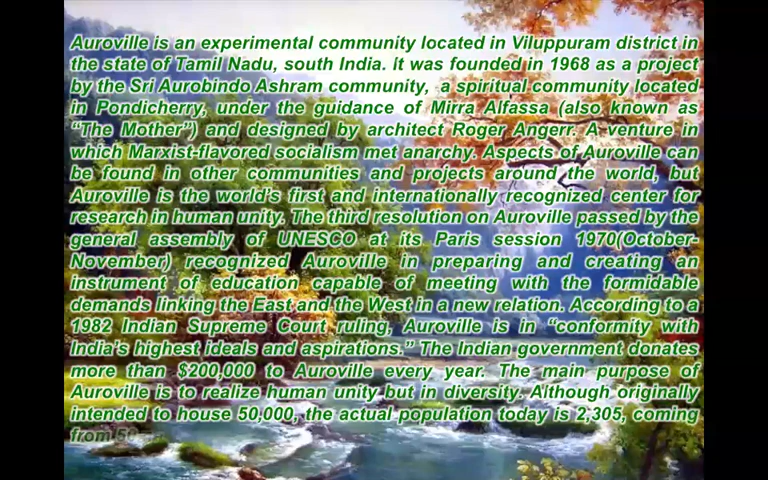 Auroville is an experimental community located in Viluppuram district in
the state of Tamil Nadu, south India. It was founded in 1968 as a project
by the Sri Aurobindo Ashram community, a spiritual community located
in Pondicherry, under the guidance of Mirra Alfassa (also known as
“The Mother”) and designed by architect Roger Angerr. A venture in
which Marxist-flavored socialism met anarchy. Aspects of Auroville can
be found in other communities and projects around the world, but
Auroville is the world’s first and internationally recognized center for
research in human unity. The third resolution on Auroville passed by the
general assembly of UNESCO at its Paris session 1970(October-
November) recognized Auroville in preparing and creating an
instrument of education capable of meeting with the formidable
demands linking the East and the West in a new relation. According to a
1982 Indian Supreme Court ruling, Auroville is in “conformity with
India’s highest ideals and aspirations.” The Indian government donates
more than $200,000 to Auroville every year. The main purpose of
Auroville is to realize human unity but in diversity. Although originally
intended to house 50,000, the actual population today is 2,305, coming
from